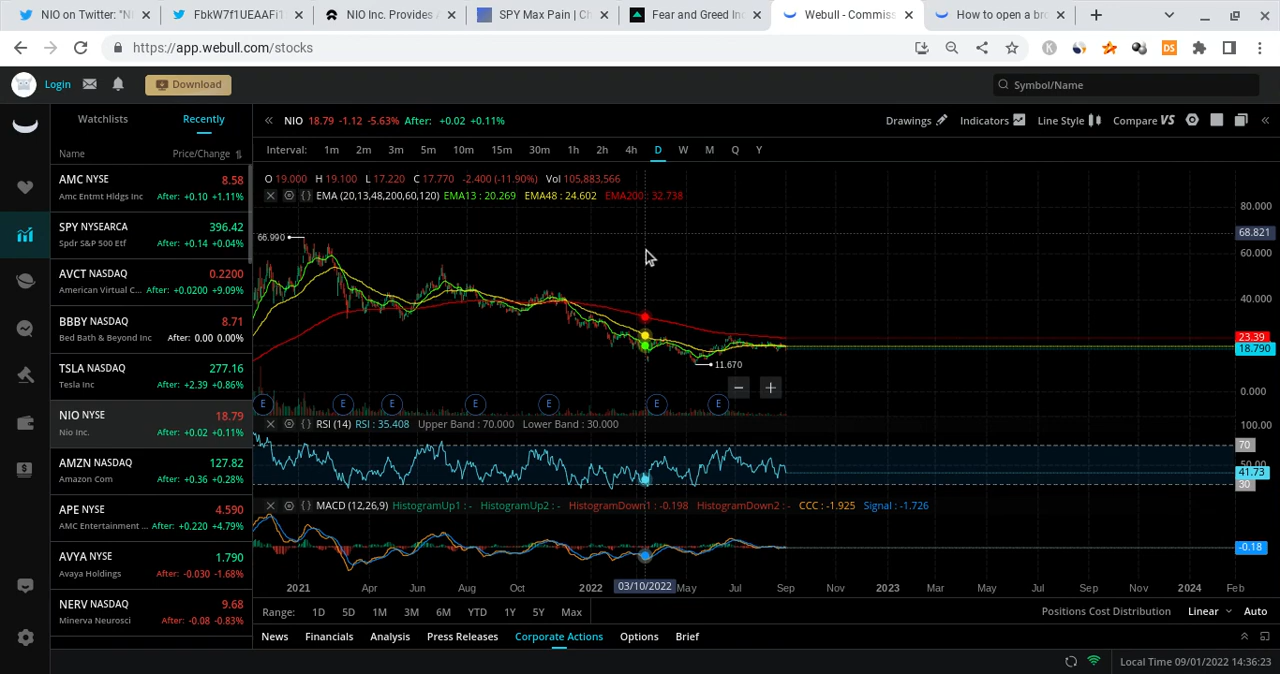 NIO on Twitter: "NI
FbkW7f1UEAAFi1
NIO Inc. Provides A
SPY Max Pain | Ch
Fear and Greed In
Webull - Commiss
How to open a bro
https://app.webull.com/stocks
K
DS
Login
Download
Symbol/Name
Watchlists
Recently
NIO 18.79 -1.12 -5.63% After: +0.02 +0.11%
Drawings
Indicators
Line Style
Compare VS
Name
Price/Change
Interval: 1m 2m 3m 5m 10m 15m 30m 1h 2h 4h D W M Q Y
AMC NYSE 8.58
Amc Entmt Hldgs Inc After: +0.10 +1.11%
SPY NYSEARCA 396.42
Spdr S&P 500 Etf After: +0.14 +0.04%
AVCT NASDAQ 0.2200
American Virtual C... After: +0.0200 +9.09%
BBBY NASDAQ 8.71
Bed Bath & Beyond Inc After: 0.00 0.00%
TSLA NASDAQ 277.16
Tesla Inc After: +2.39 +0.86%
NIO NYSE 18.79
Nio Inc. After: +0.02 +0.11%
AMZN NASDAQ 127.82
Amazon Com After: +0.36 +0.28%
APE NYSE 4.590
AMC Entertainment ... After: +0.220 +4.79%
AVYA NYSE 1.790
Avaya Holdings After: -0.030 -1.68%
NERV NASDAQ 9.68
Minerva Neurosci After: -0.08 -0.83%
O 19.000 H 19.100 L 17.220 C 17.770 -2.400 (-11.90%) Vol 105,883,566
EMA (20,13,48,200,60,120) EMA13 : 20.269 EMA48 : 24.602 EMA200 : 32.738
80.000
68.821
66.990
60.000
40.000
23.39
18.790
11.670
0.000
E E E E E E E
RSI (14) RSI : 35.408 Upper Band : 70.000 Lower Band : 30.000
100.00
70
50.00
41.73
30
MACD (12,26,9) HistogramUp1 : - HistogramUp2 : - HistogramDown1 : -0.198 HistogramDown2 : - CCC : -1.925 Signal : -1.726
-0.18
2021 Apr Jun Aug Oct 2022 03/10/2022 May Jul Sep Nov 2023 Mar May Jul Sep Nov 2024 Feb
Range: 1D 5D 1M 3M 6M YTD 1Y 5Y Max
Positions Cost Distribution Linear Auto
News Financials Analysis Press Releases Corporate Actions Options Brief
Local Time 09/01/2022 14:36:23